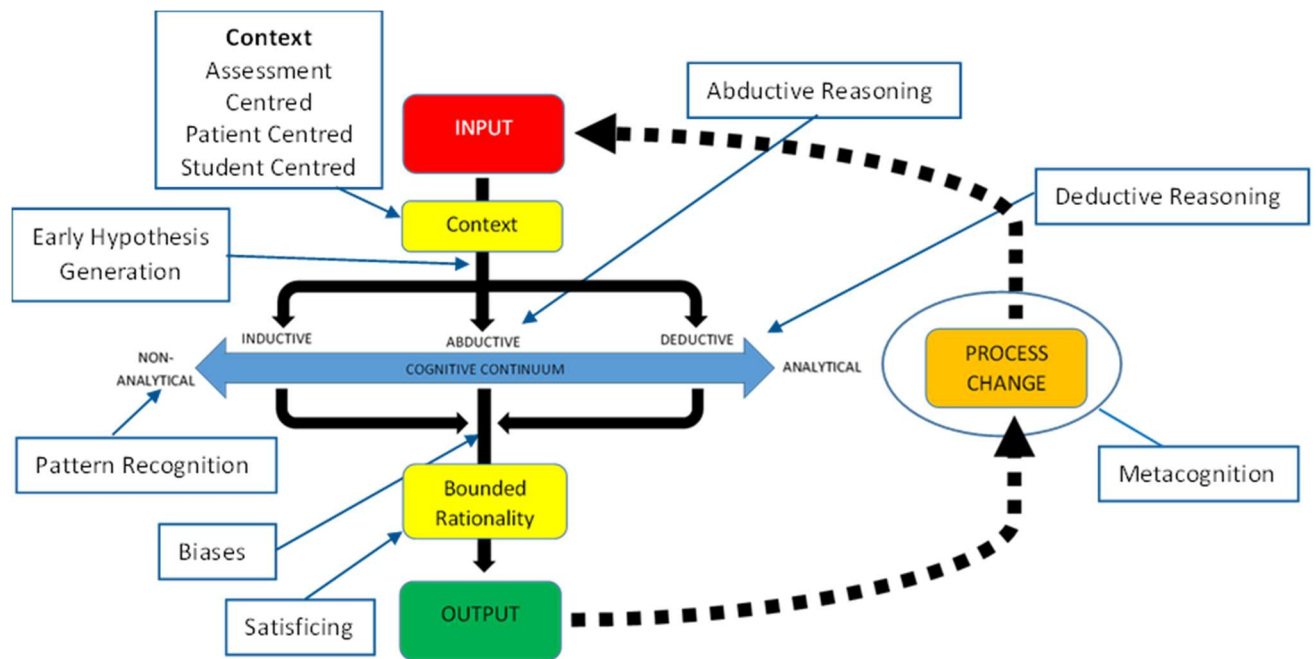 Context
Assessment
Centred
Patient Centred
Student Centred
INPUT
Abductive Reasoning
Deductive Reasoning
Context
Early Hypothesis
Generation
INDUCTIVE
ABDUCTIVE
DEDUCTIVE
NON-
ANALYTICAL
COGNITIVE CONTINUUM
ANALYTICAL
PROCESS
CHANGE
Pattern Recognition
Metacognition
Bounded
Rationality
Biases
Satisficing
OUTPUT